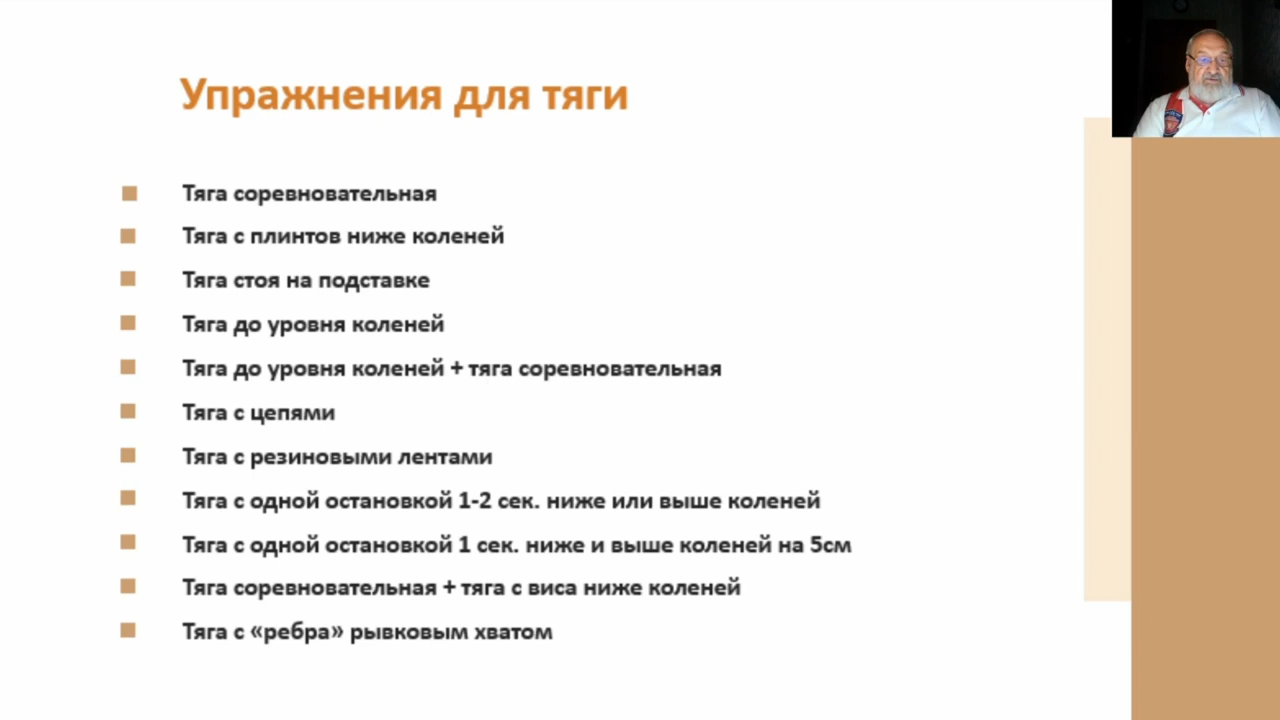 Упражнения для тяги
Тяга соревновательная
Тяга с плинтов ниже коленей
Тяга стоя на подставке
Тяга до уровня коленей
Тяга до уровня коленей + тяга соревновательная
Тяга с цепями
Тяга с резиновыми лентами
Тяга с одной остановкой 1-2 сек. ниже или выше коленей
Тяга с одной остановкой 1 сек. ниже и выше коленей на 5см
Тяга соревновательная + тяга с виса ниже коленей
Тяга с «ребра» рывковым хватом